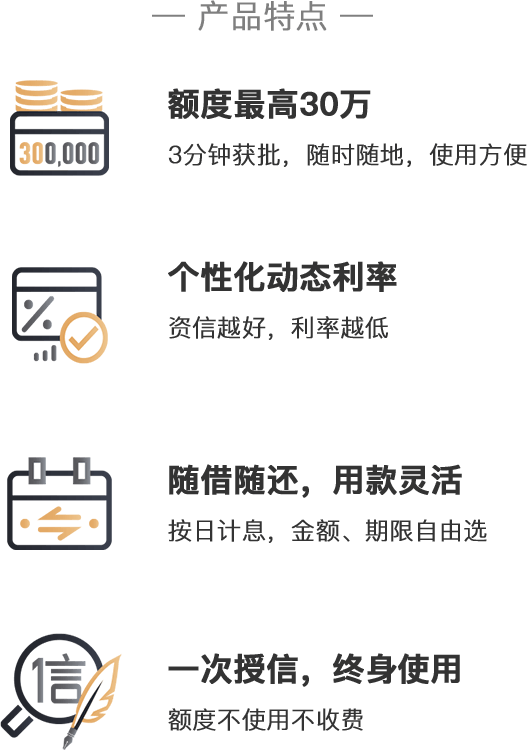 产品特点
额度最高30万
300,000
3分钟获批，随时随地，使用方便
个性化动态利率
资信越好，利率越低
随借随还，用款灵活
按日计息，金额、期限自由选
一次授信，终身使用
信
额度不使用不收费